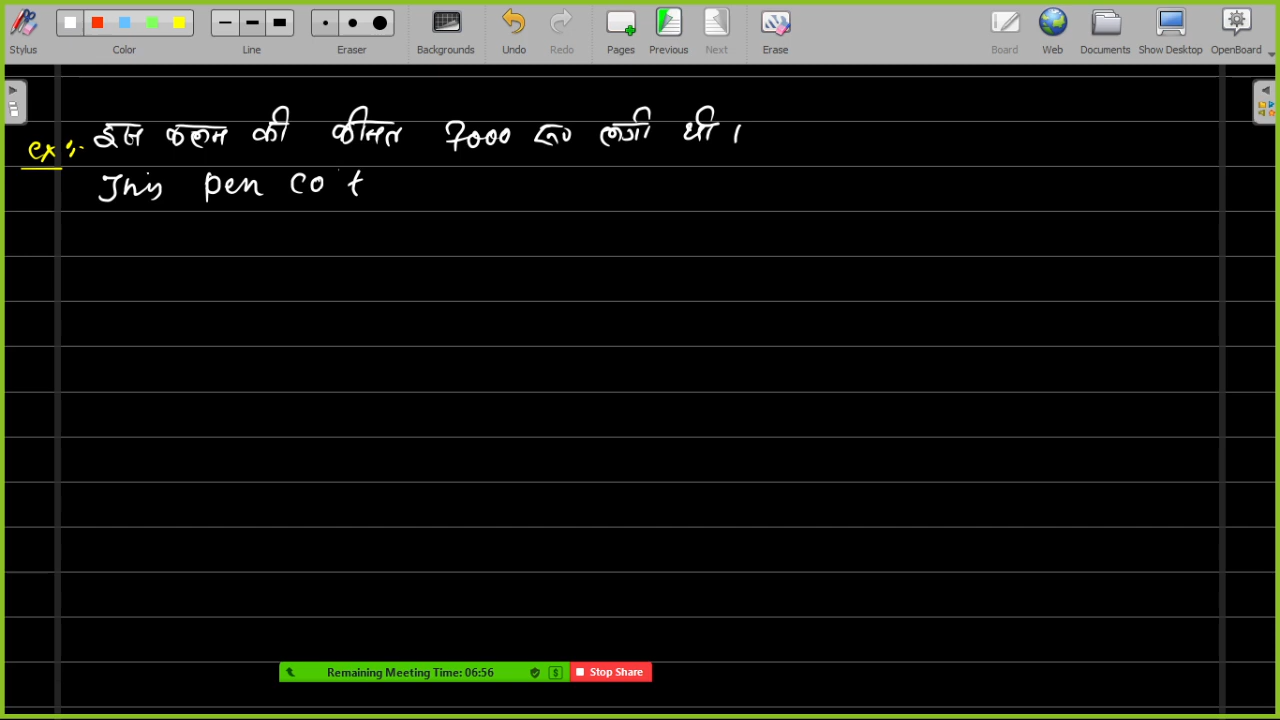 Stylus Color Line Eraser Backgrounds Undo Redo Pages Previous Next Erase Board Web Documents Show Desktop OpenBoard
ex :- इस कलम की कीमत 7000 रू० लगी थी ।
This pen co t
Remaining Meeting Time: 06:56 Stop Share